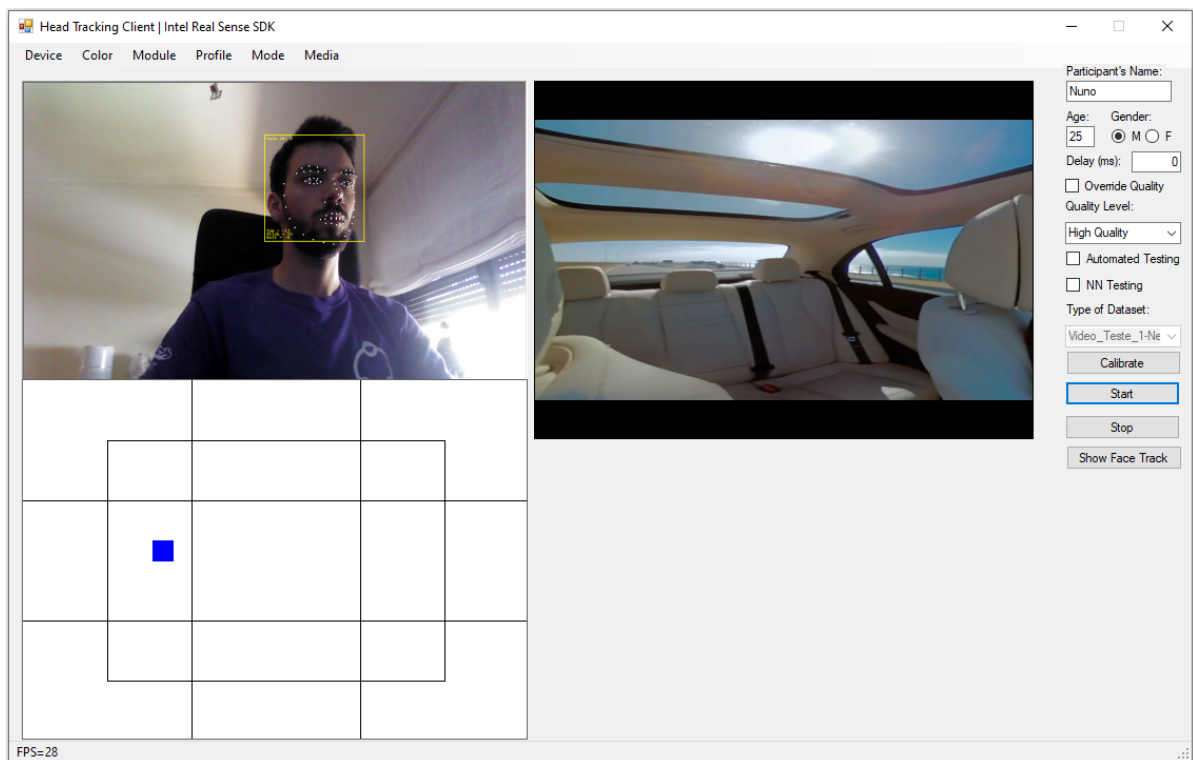 Head Tracking Client | Intel Real Sense SDK
Device Color Module Profile Mode Media
Participant's Name:
Nuno
Age: Gender:
25 M F
Delay (ms): 0
Override Quality
Quality Level:
High Quality
Automated Testing
NN Testing
Type of Dataset:
Video_Teste_1-Ne
Calibrate
Start
Stop
Show Face Track
FPS=28